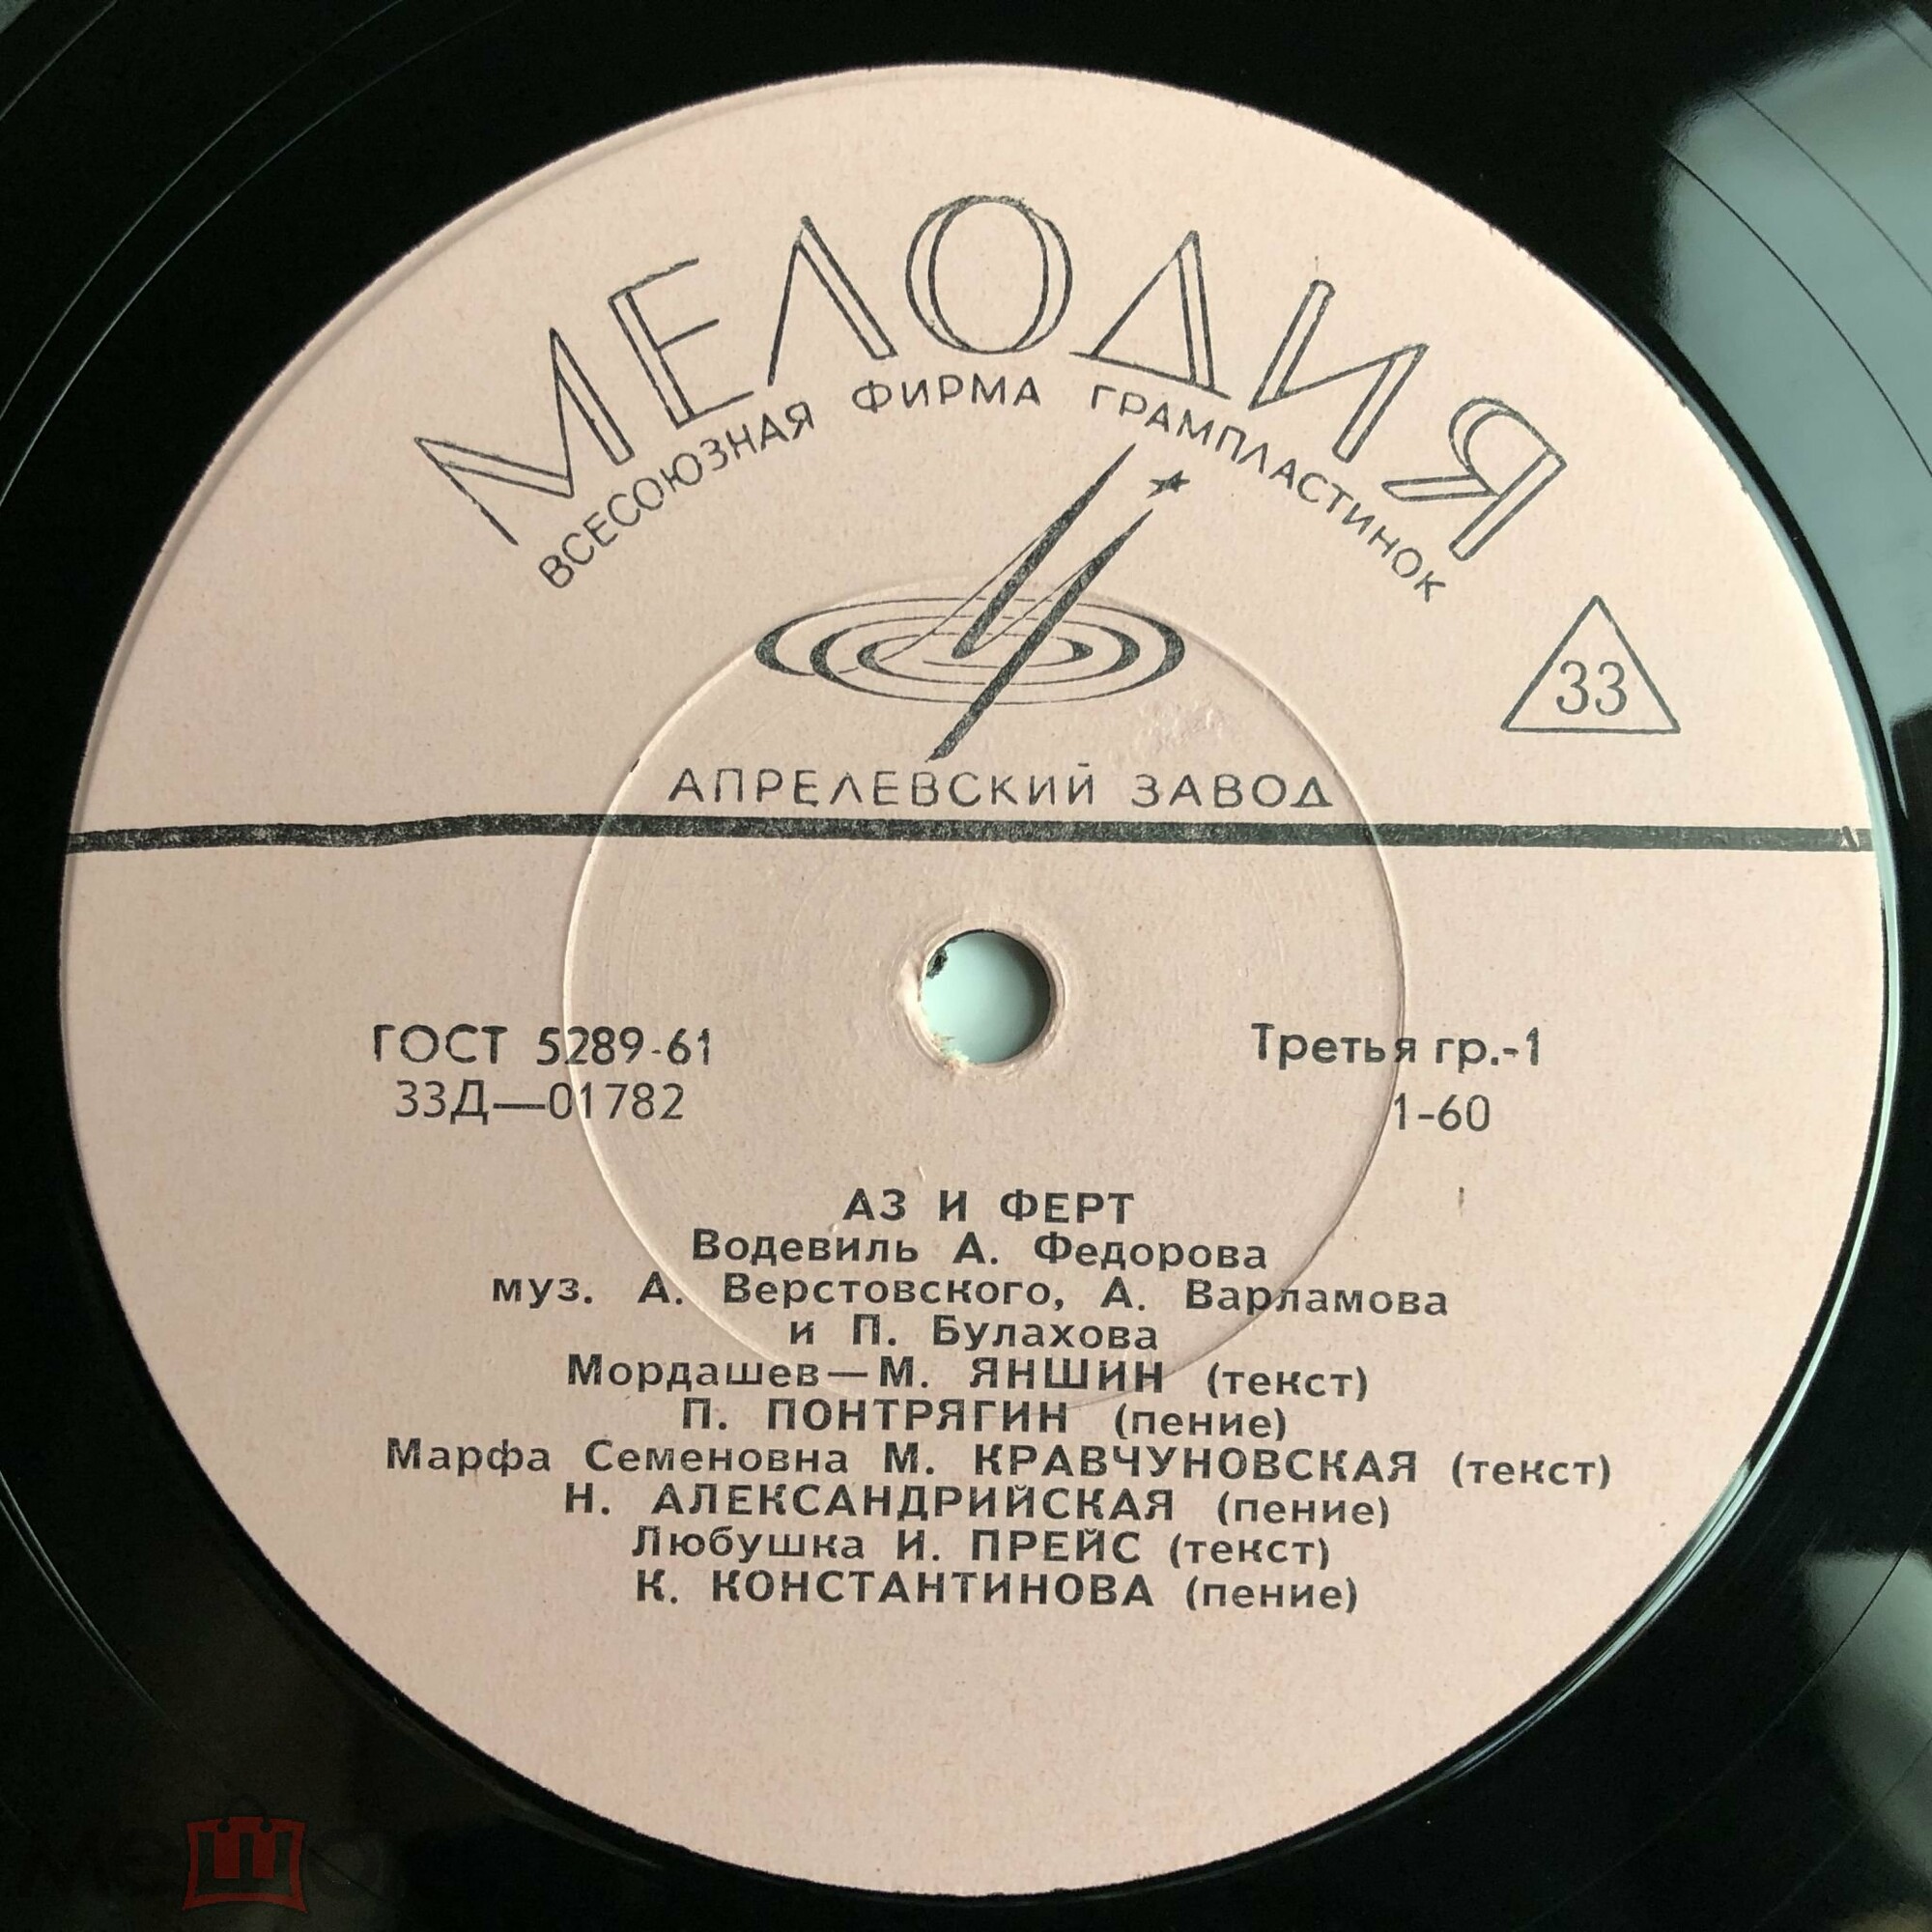 МЕЛОДИЯ
ВСЕСОЮЗНАЯ ФИРМА ГРАМПЛАСТИНОК
33
АПРЕЛЕВСКИЙ ЗАВОД
ГОСТ 5289-61
Третья гр.-1
33Д—01782
1-60
АЗ И ФЕРТ
Водевиль А. Федорова
муз. А. Верстовского, А. Варламова
и П. Булахова
Мордашев—М. ЯНШИН (текст)
П. ПОНТРЯГИН (пение)
Марфа Семеновна М. КРАВЧУНОВСКАЯ (текст)
Н. АЛЕКСАНДРИЙСКАЯ (пение)
Любушка И. ПРЕЙС (текст)
К. КОНСТАНТИНОВА (пение)